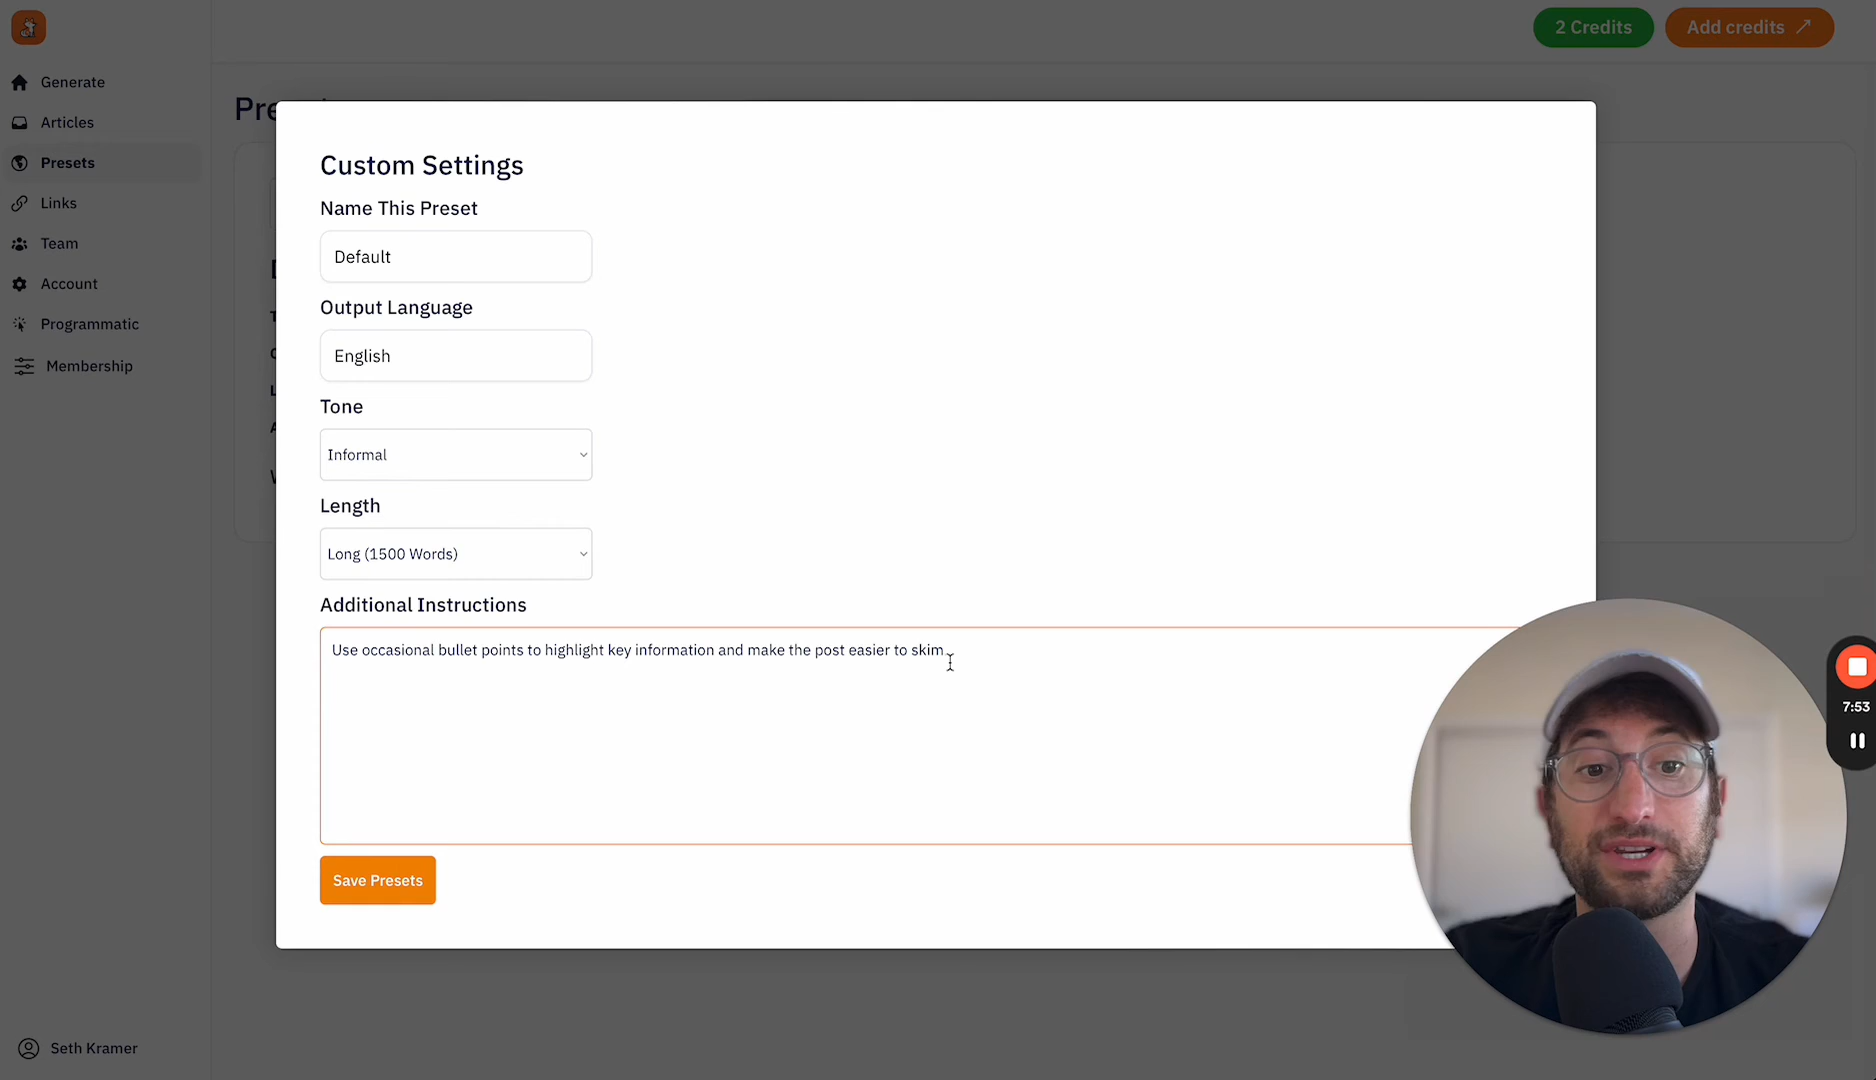 2 Credits
Add credits
Generate
Articles
Presets
Links
Team
Account
Programmatic
Membership
Custom Settings
Name This Preset
Default
Output Language
English
Tone
Informal
Length
Long (1500 Words)
Additional Instructions
Use occasional bullet points to highlight key information and make the post easier to skim.
Save Presets
7:53
Seth Kramer